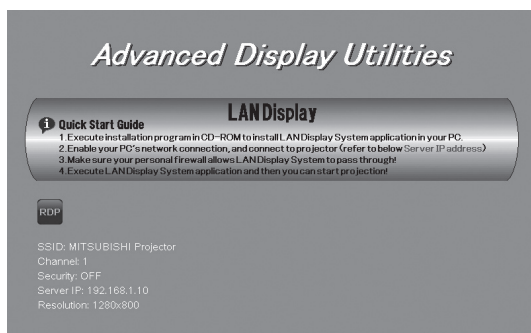 Advanced Display Utilities
LAN Display
Quick Start Guide
1.Execute installation program in CD-ROM to install LAN Display System application in your PC.
2.Enable your PC's network connection, and connect to projector (refer to below Server IP address)
3.Make sure your personal firewall allows LAN Display System to pass through!
4.Execute LAN Display System application and then you can start projection!
RDP
SSID: MITSUBISHI Projector
Channel: 1
Security: OFF
Server IP: 192.168.1.10
Resolution: 1280x800